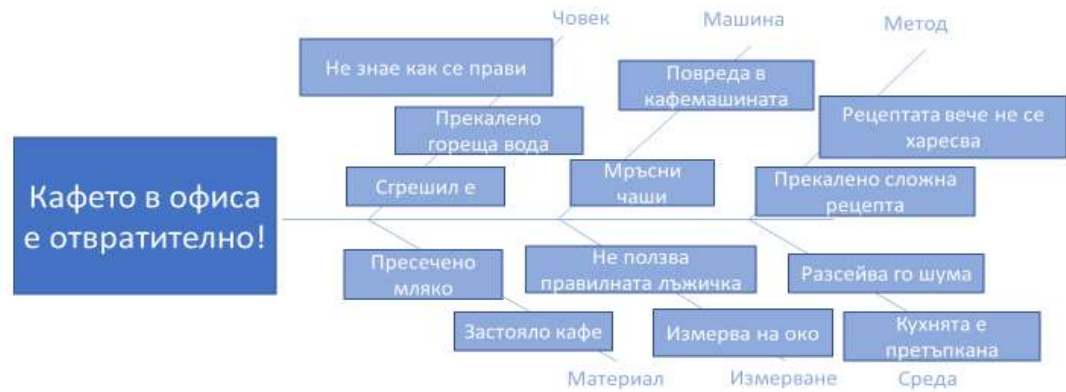 Човек
Машина
Метод
Не знае как се прави
Повреда в
кафемашината
Рецептата вече не се
харесва
Прекалено
гореща вода
Сгрешил е
Мръсни
чаши
Прекалено сложна
рецепта
Кафето в офиса
е отвратително!
Пресечено
мляко
Не ползва
правилната лъжичка
Разсейва го шума
Застояло кафе
Измерва на око
Кухнята е
претъпкана
Материал
Измерване
Среда